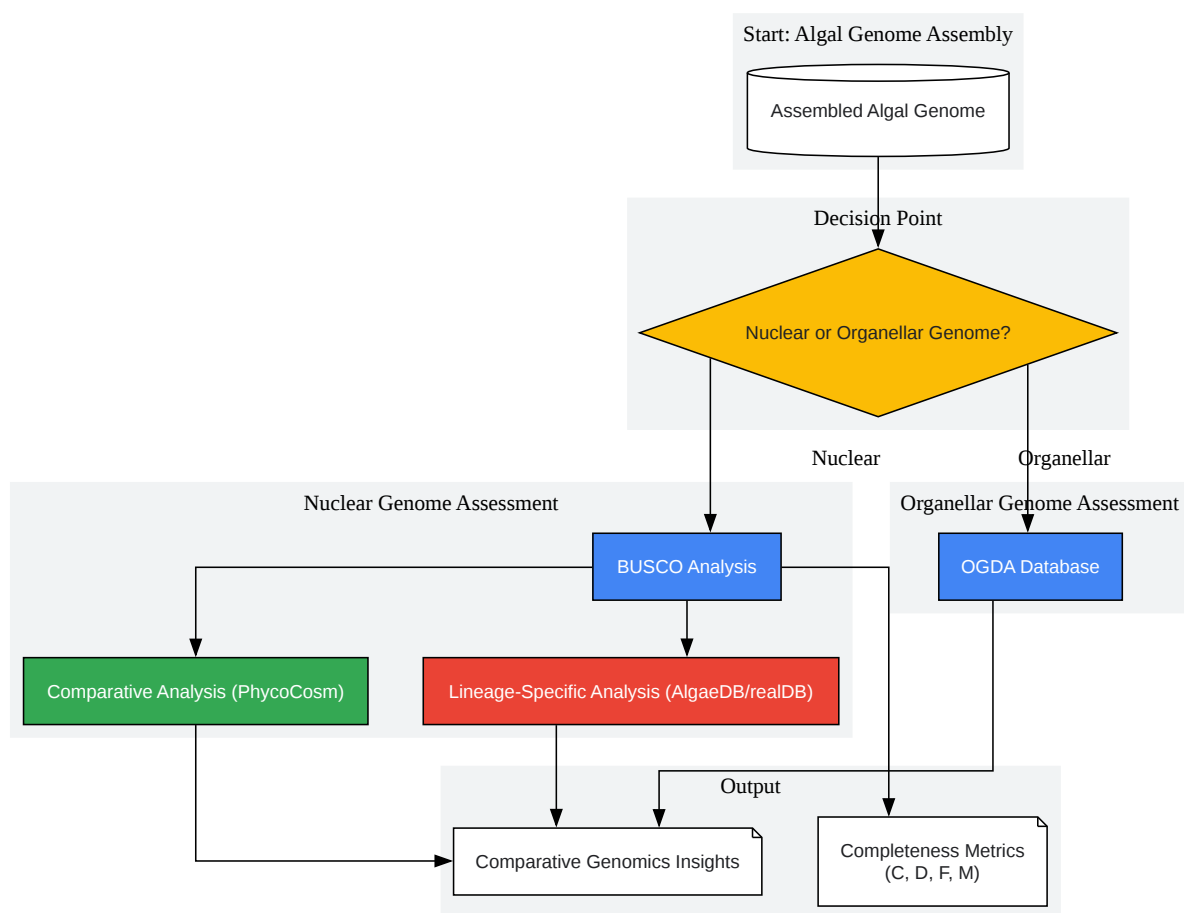 Start: Algal Genome Assembly
Assembled Algal Genome
Decision Point
Nuclear or Organellar Genome?
Nuclear
Organellar
Nuclear Genome Assessment
Organellar Genome Assessment
BUSCO Analysis
OGDA Database
Comparative Analysis (PhycoCosm)
Lineage-Specific Analysis (AlgaeDB/realDB)
Output
Comparative Genomics Insights
Completeness Metrics
(C, D, F, M)